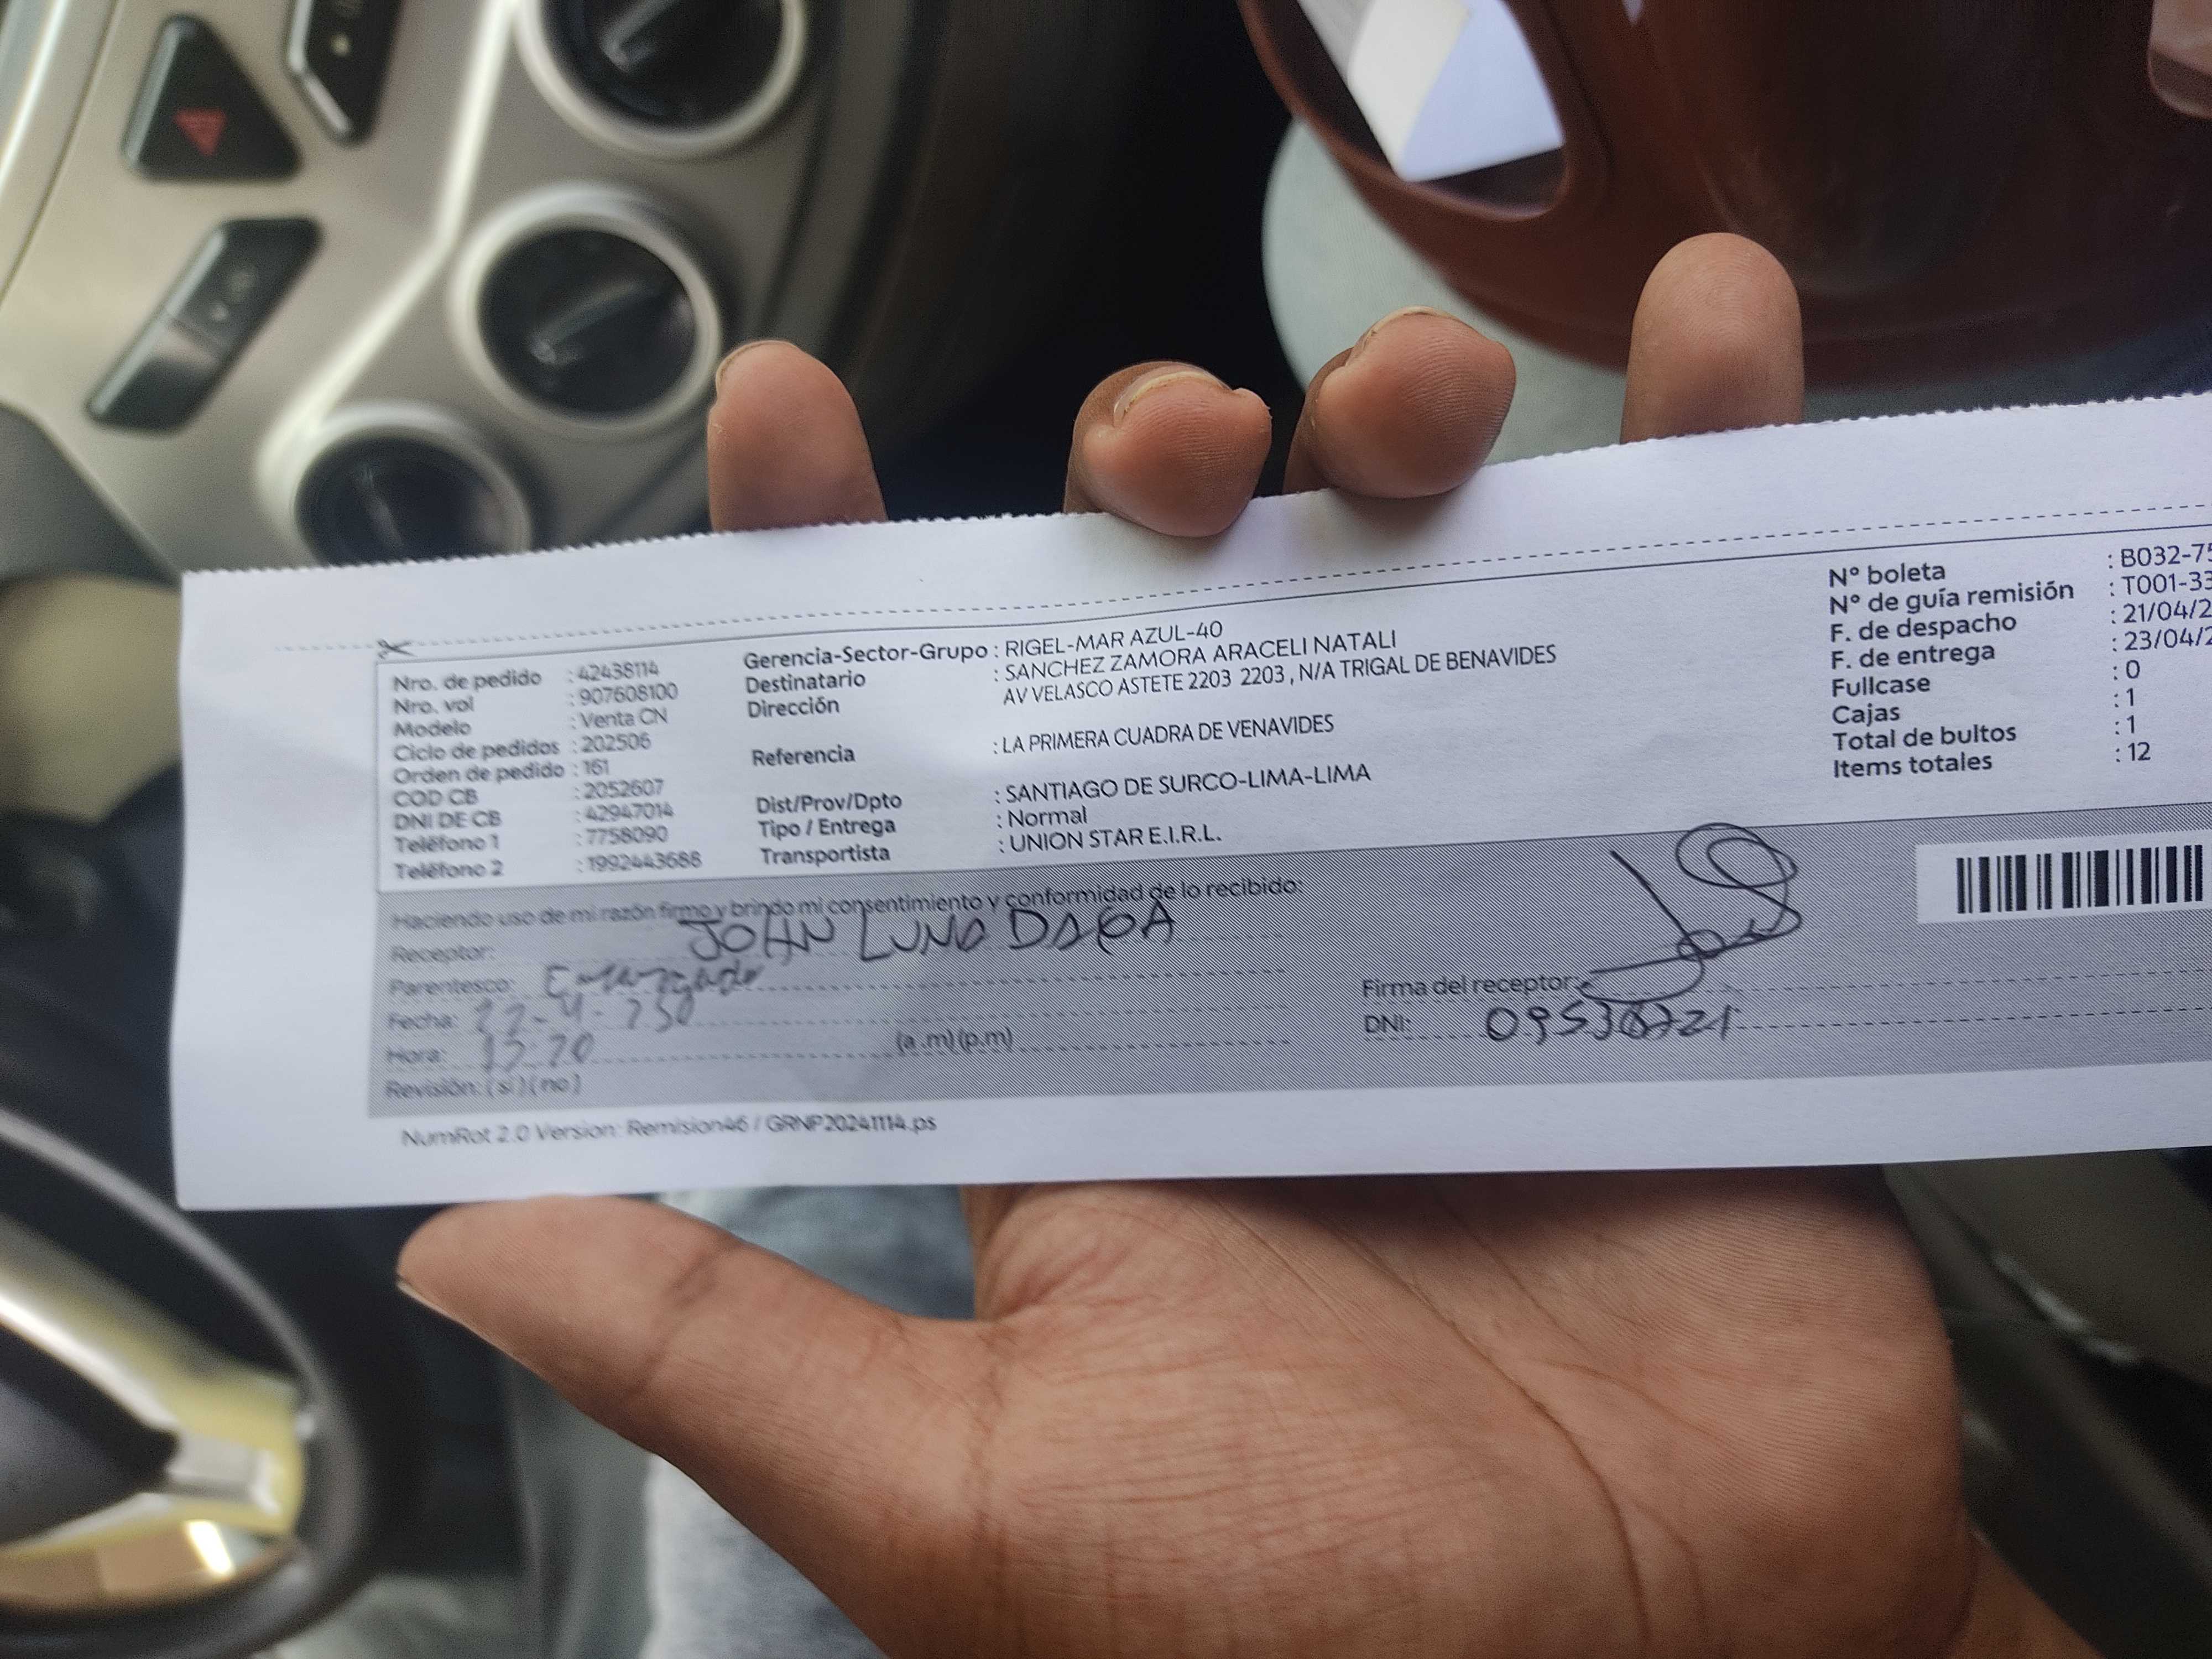 Nro. de pedido : 42438114
Nro. vol : 907608100
Modelo : Venta CN
Ciclo de pedidos : 202506
Orden de pedido : 161
COD CB : 2052607
DNI DE CB : 42947014
Teléfono 1 : 7758090
Teléfono 2 : 1992443688
Gerencia-Sector-Grupo : RIGEL-MAR AZUL-40
Destinatario : SANCHEZ ZAMORA ARACELI NATALI
Dirección AV VELASCO ASTETE 2203 2203 , N/A TRIGAL DE BENAVIDES
Referencia : LA PRIMERA CUADRA DE VENAVIDES
Dist/Prov/Dpto : SANTIAGO DE SURCO-LIMA-LIMA
Tipo / Entrega : Normal
Transportista : UNION STAR E.I.R.L.
Nº boleta : B032-75
Nº de guía remisión : T001-33
F. de despacho : 21/04/2
F. de entrega : 23/04/2
Fullcase : 0
Cajas : 1
Total de bultos : 1
Items totales : 12
Haciendo uso de mi razón firmo y brindo mi consentimiento y conformidad de lo recibido:
Receptor: JOHN LUNA DAGA
Parentesco: Encargado
Fecha:
Hora: (a .m) (p.m)
Revisión: ( si ) ( no )
Firma del receptor:
DNI:
NumRot 2.0 Version: Remision46 / GRNP20241114.ps